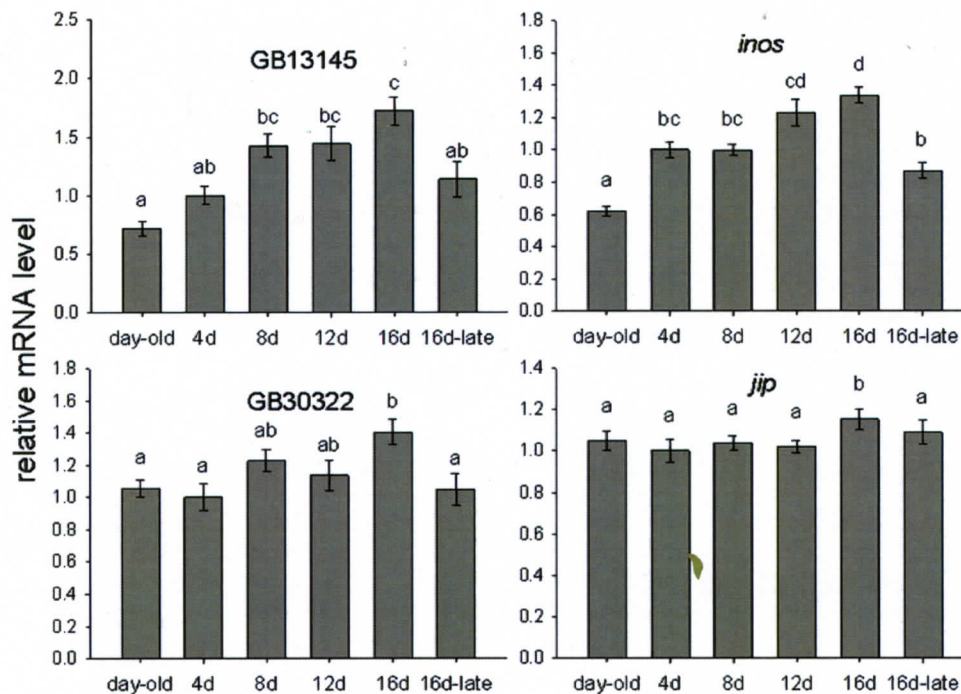 relative mRNA level
GB13145
2.5
2.0
1.5
1.0
0.5
0.0
a
ab
bc
bc
c
ab
day-old 4d 8d 12d 16d 16d-late
inos
1.8
1.6
1.4
1.2
1.0
0.8
0.6
0.4
0.2
0.0
a
bc
bc
cd
d
b
day-old 4d 8d 12d 16d 16d-late
GB30322
1.8
1.6
1.4
1.2
1.0
0.8
0.6
0.4
0.2
0.0
a
a
ab
ab
b
a
day-old 4d 8d 12d 16d 16d-late
jip
1.4
1.2
1.0
0.8
0.6
0.4
0.2
0.0
a
a
a
a
b
a
day-old 4d 8d 12d 16d 16d-late